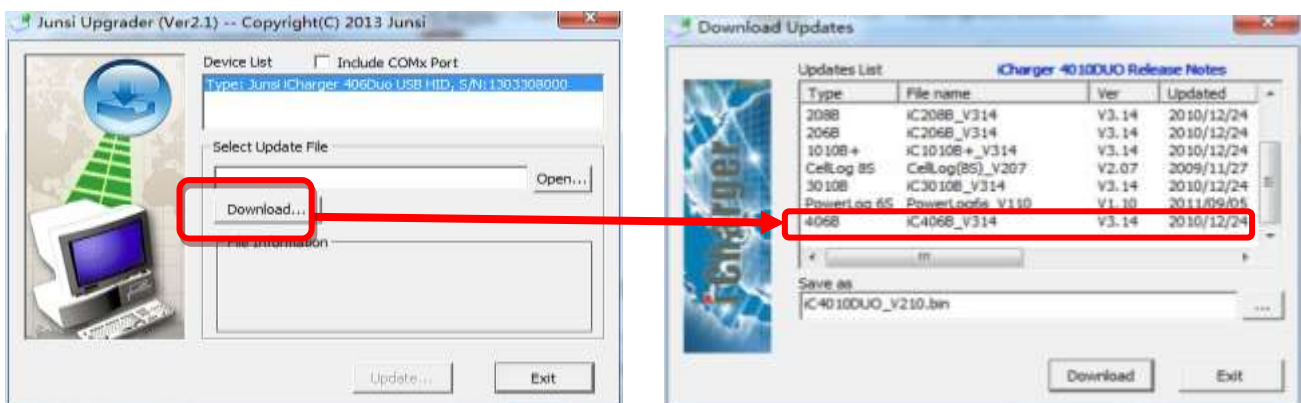 Junsi Upgrader (Ver2.1) -- Copyright(C) 2013 Junsi
Device List Include COMx Port
Type: Junsi iCharger 406Duo USB HID, S/N:1303308000
Select Update File
Open...
Download...
File Information
Update... Exit
Download Updates
iCharger
Updates List iCharger 4010DUO Release Notes
Type File name Ver Updated
208B iC208B_V314 V3.14 2010/12/24
206B iC206B_V314 V3.14 2010/12/24
1010B+ iC1010B+_V314 V3.14 2010/12/24
CellLog 8S CellLog(8S)_V207 V2.07 2009/11/27
3010B iC3010B_V314 V3.14 2010/12/24
PowerLog 6S PowerLog6s_V110 V1.10 2011/09/05
406B iC406B_V314 V3.14 2010/12/24
Save as
iC4010DUO_V210.bin
...
Download Exit